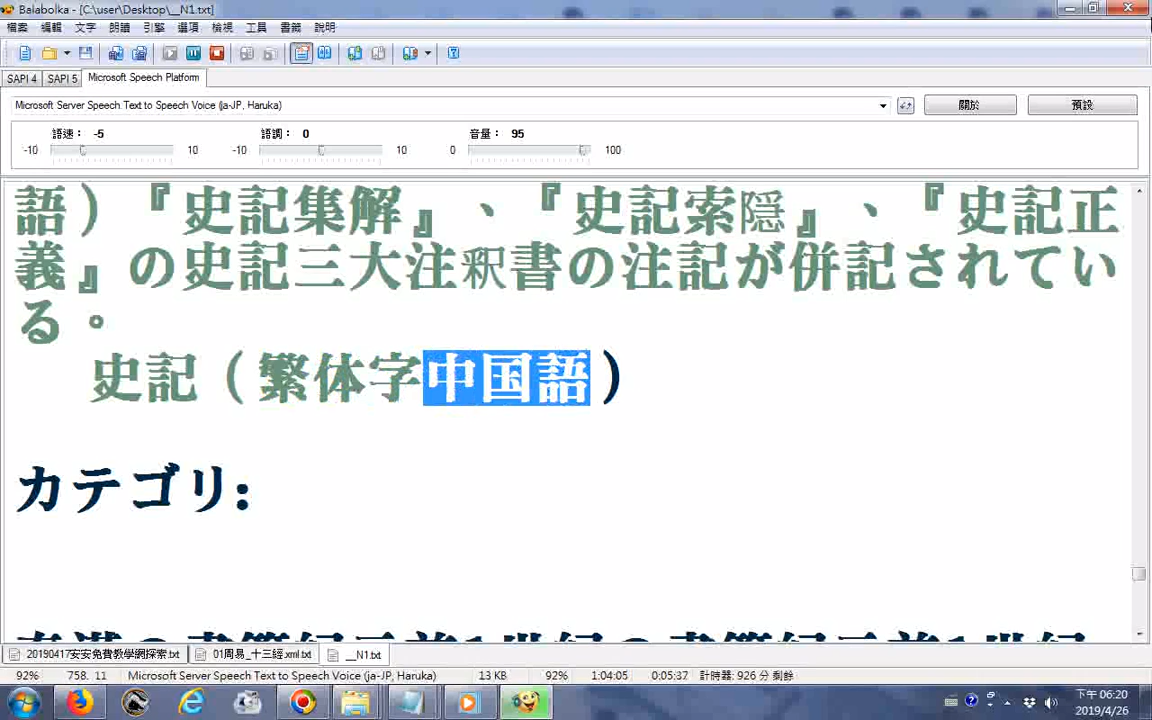 Balabolka - [C:\user\Desktop\__N1.txt]
檔案 編輯 文字 朗讀 引擎 選項 檢視 工具 書籤 說明
SAPI 4 SAPI 5 Microsoft Speech Platform
Microsoft Server Speech Text to Speech Voice (ja-JP, Haruka) 關於 預設
語速： -5 語調： 0 音量： 95
-10 10 -10 10 0 100
語）『史記集解』、『史記索隠』、『史記正
義』の史記三大注釈書の注記が併記されてい
る。
史記（繁体字中国語）
カテゴリ:
20190417安安免費教學網探索.txt 01周易_十三經.xml.txt __N1.txt
92% 758. 11 Microsoft Server Speech Text to Speech Voice (ja-JP, Haruka) 13 KB 92% 1:04:05 0:05:37 計時器: 926 分 剩餘
下午 06:20
2019/4/26